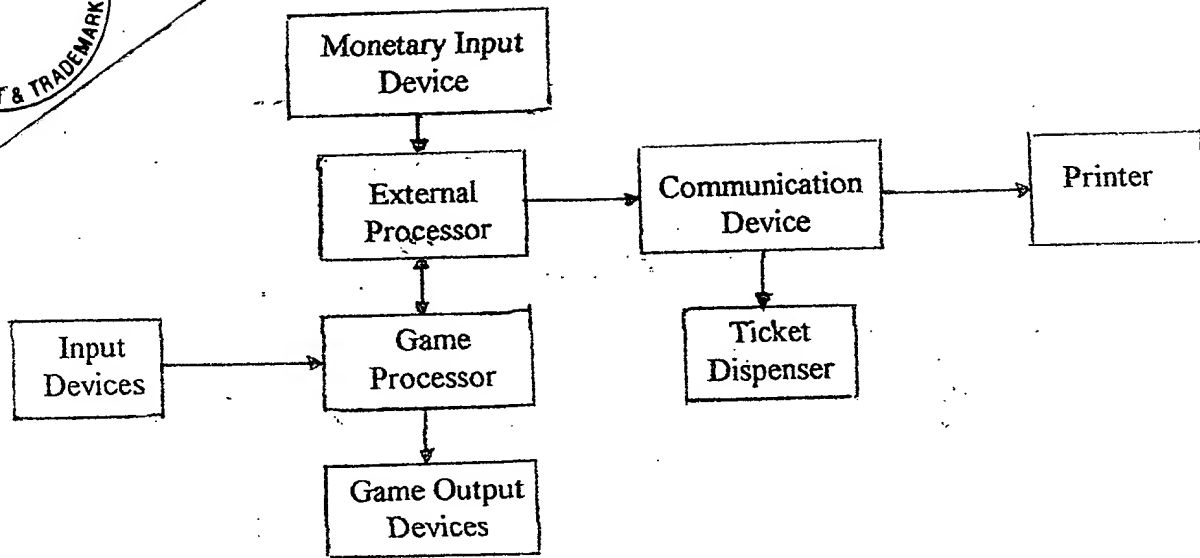 T & TRADEMARK
Monetary Input
Device
External
Processor
Communication
Device
Printer
Input
Devices
Game
Processor
Ticket
Dispenser
Game Output
Devices